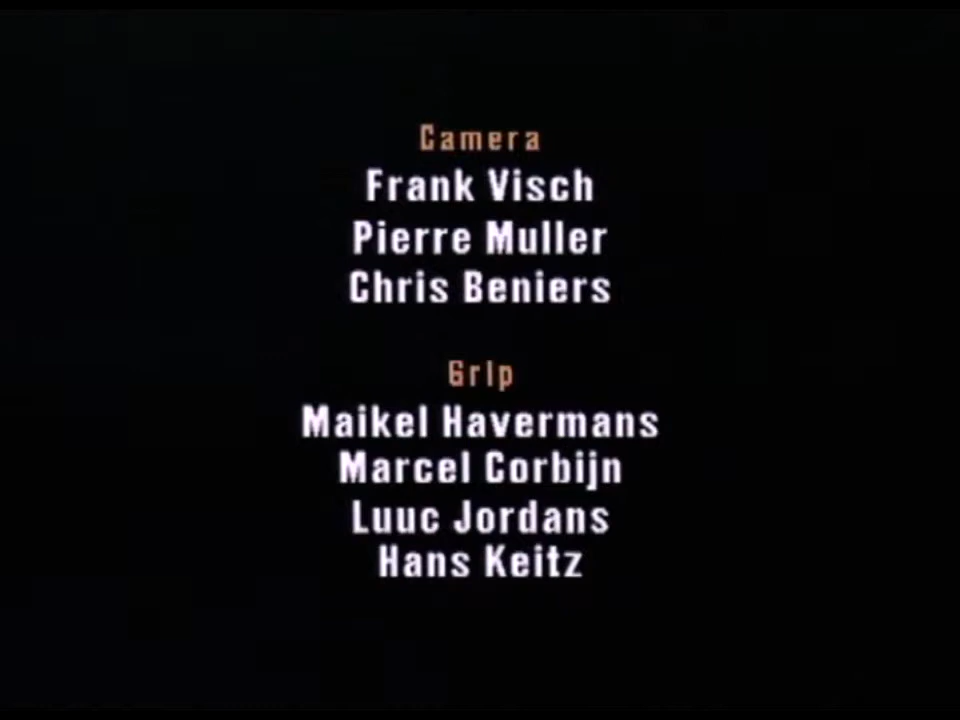 Camera
Frank Visch
Pierre Muller
Chris Beniers
Grip
Maikel Havermans
Marcel Corbijn
Luuc Jordans
Hans Keitz